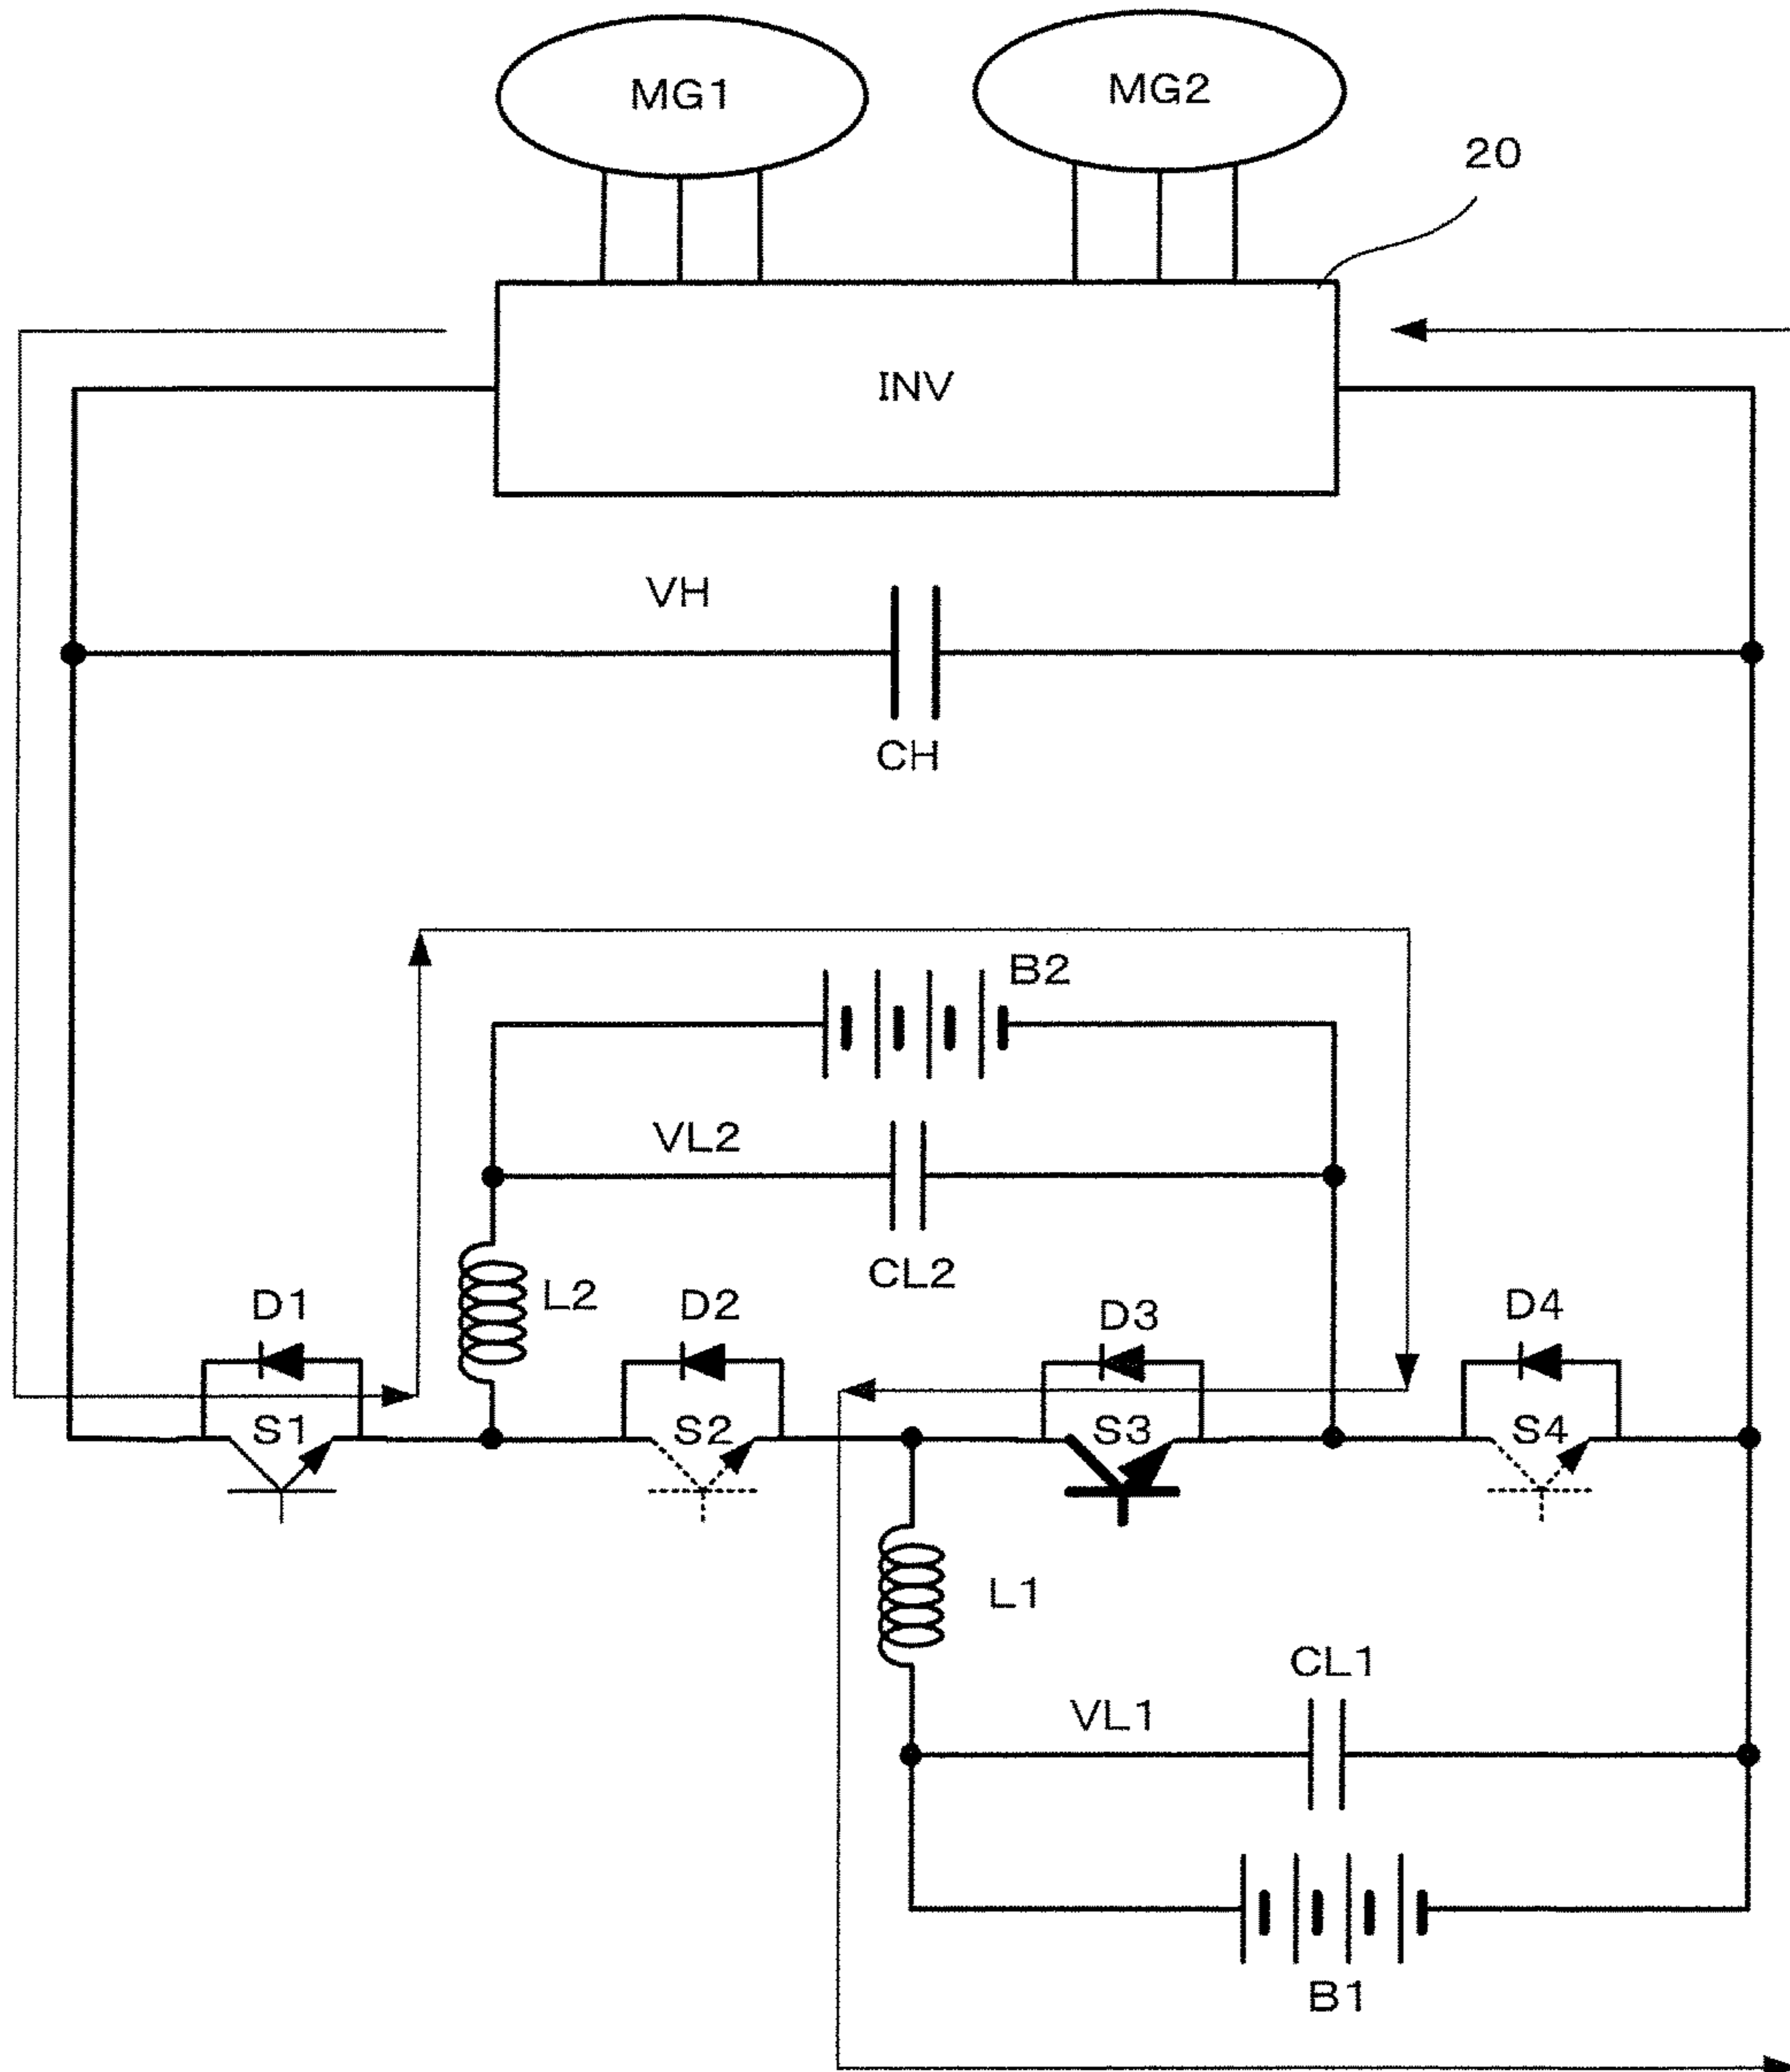 MG1
MG2
20
INV
VH
CH
B2
VL2
CL2
L2
D1
D2
D3
D4
S1
S2
S3
S4
L1
CL1
VL1
B1